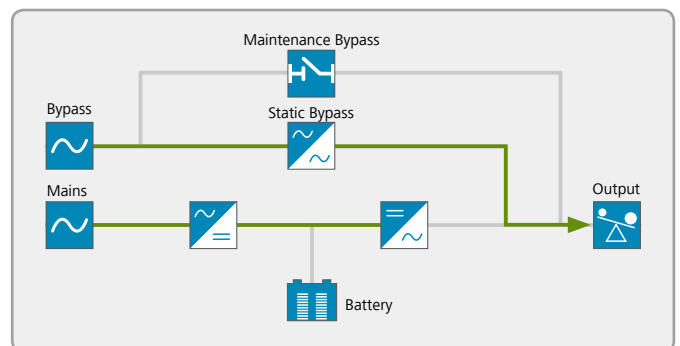 Maintenance Bypass
Bypass
Static Bypass
Mains
Output
Battery